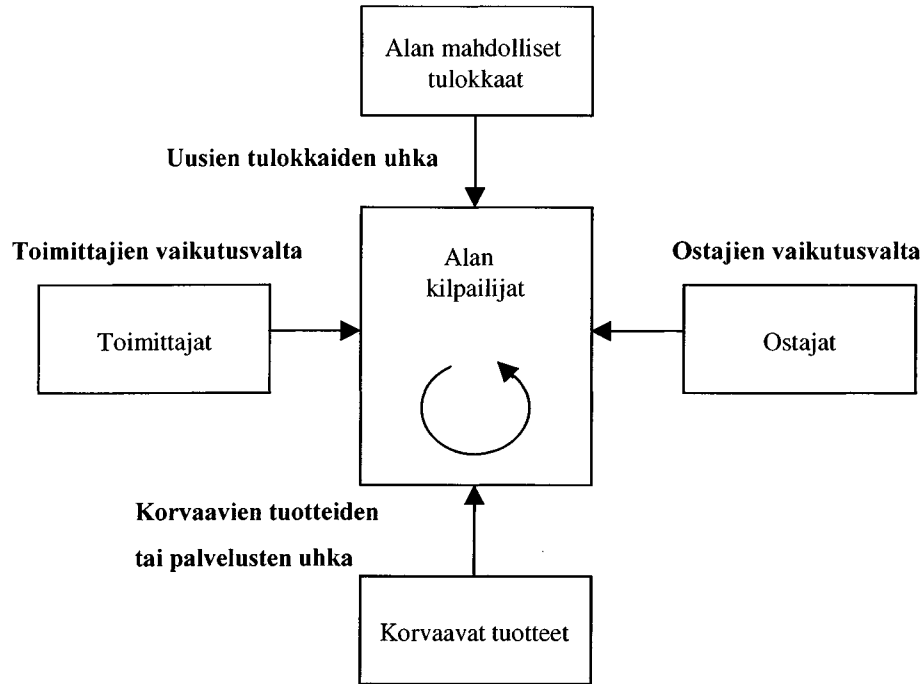 Alan mahdolliset
tulokkaat
Uusien tulokkaiden uhka
Toimittajien vaikutusvalta
Toimittajat
Alan
kilpailijat
Ostajien vaikutusvalta
Ostajat
Korvaavien tuotteiden
tai palvelusten uhka
Korvaavat tuotteet